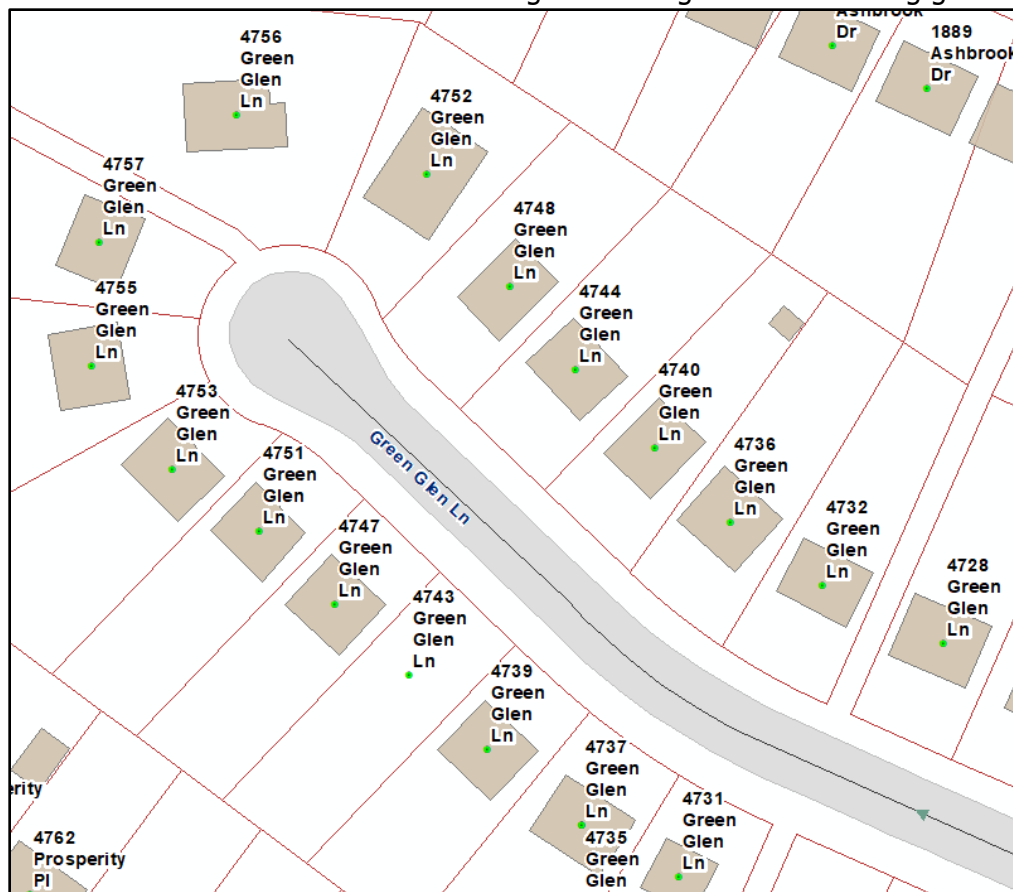 Ashbrook
Dr
1889
Ashbrook
Dr
4756
Green
Glen
Ln
4752
Green
Glen
Ln
4757
Green
Glen
Ln
4748
Green
Glen
Ln
4755
Green
Glen
Ln
4744
Green
Glen
Ln
4740
Green
Glen
Ln
4753
Green
Glen
Ln
4751
Green
Glen
Ln
Green Glen Ln
4736
Green
Glen
Ln
4732
Green
Glen
Ln
4747
Green
Glen
Ln
4728
Green
Glen
Ln
4743
Green
Glen
Ln
4739
Green
Glen
Ln
4737
Green
Glen
Ln
4735
Green
Glen
4731
Green
Glen
Ln
erity
4762
Prosperity
Pl